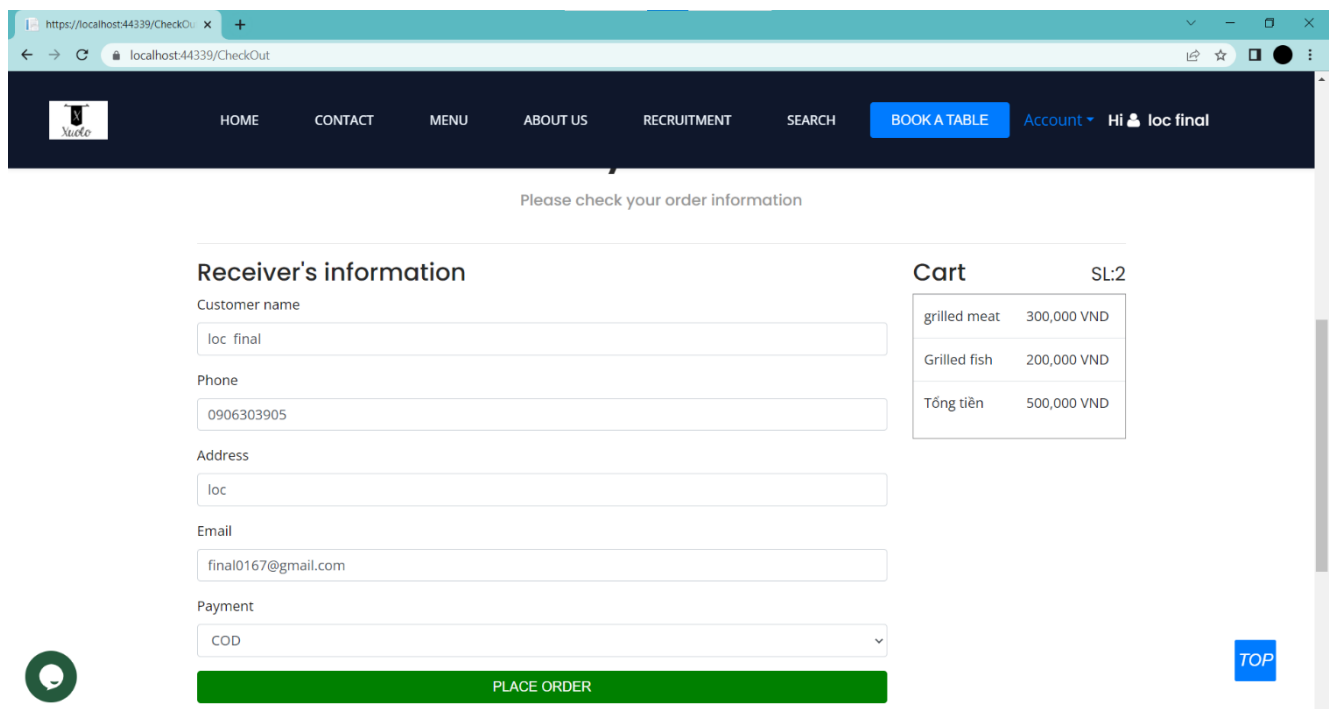 https://localhost:44339/CheckOu
localhost:44339/CheckOut
X
Xuolo
HOME CONTACT MENU ABOUT US RECRUITMENT SEARCH BOOK A TABLE Account Hi loc final
Please check your order information
Receiver's information
Customer name
loc final
Phone
0906303905
Address
loc
Email
final0167@gmail.com
Payment
COD
PLACE ORDER
Cart SL:2
grilled meat 300,000 VND
Grilled fish 200,000 VND
Tổng tiền 500,000 VND
TOP